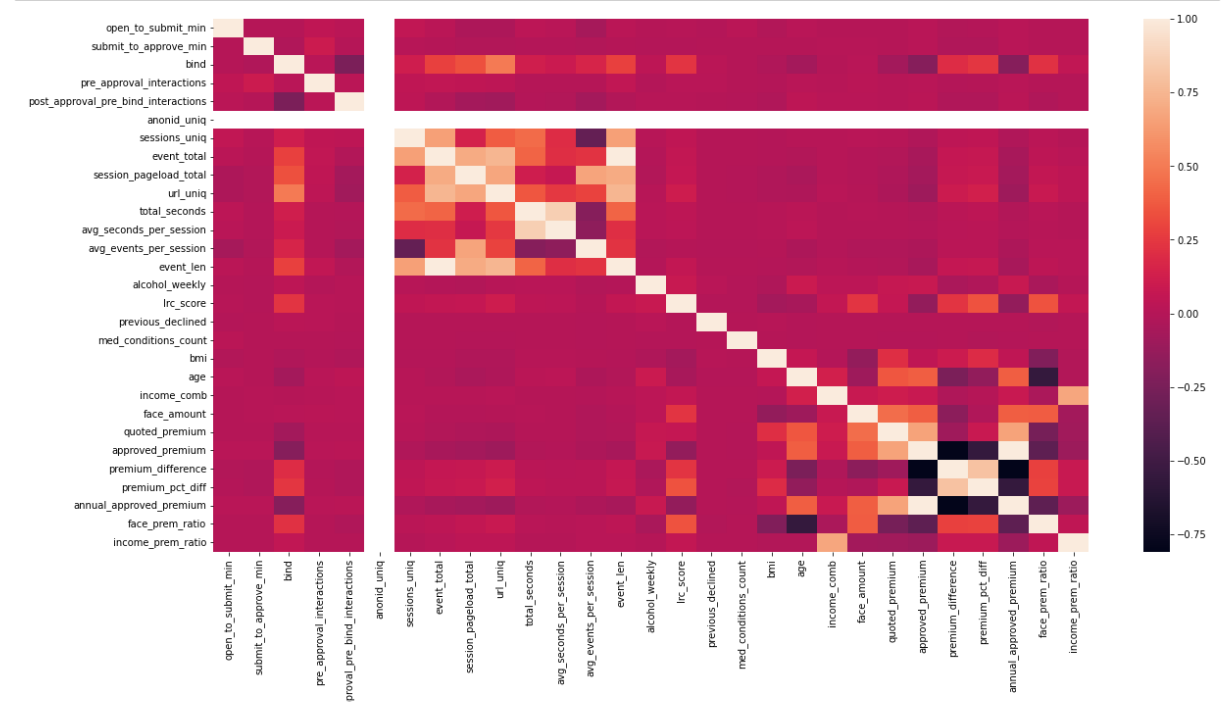 open_to_submit_min
submit_to_approve_min
bind
pre_approval_interactions
post_approval_pre_bind_interactions
anonid_uniq
sessions_uniq
event_total
session_pageload_total
url_uniq
total_seconds
avg_seconds_per_session
avg_events_per_session
event_len
alcohol_weekly
lrc_score
previous_declined
med_conditions_count
bmi
age
income_comb
face_amount
quoted_premium
approved_premium
premium_difference
premium_pct_diff
annual_approved_premium
face_prem_ratio
income_prem_ratio
1.00
0.75
0.50
0.25
0.00
−0.25
−0.50
−0.75
open_to_submit_min
submit_to_approve_min
bind
pre_approval_interactions
proval_pre_bind_interactions
anonid_uniq
sessions_uniq
event_total
session_pageload_total
url_uniq
total_seconds
avg_seconds_per_session
avg_events_per_session
event_len
alcohol_weekly
lrc_score
previous_declined
med_conditions_count
bmi
age
income_comb
face_amount
quoted_premium
approved_premium
premium_difference
premium_pct_diff
annual_approved_premium
face_prem_ratio
income_prem_ratio